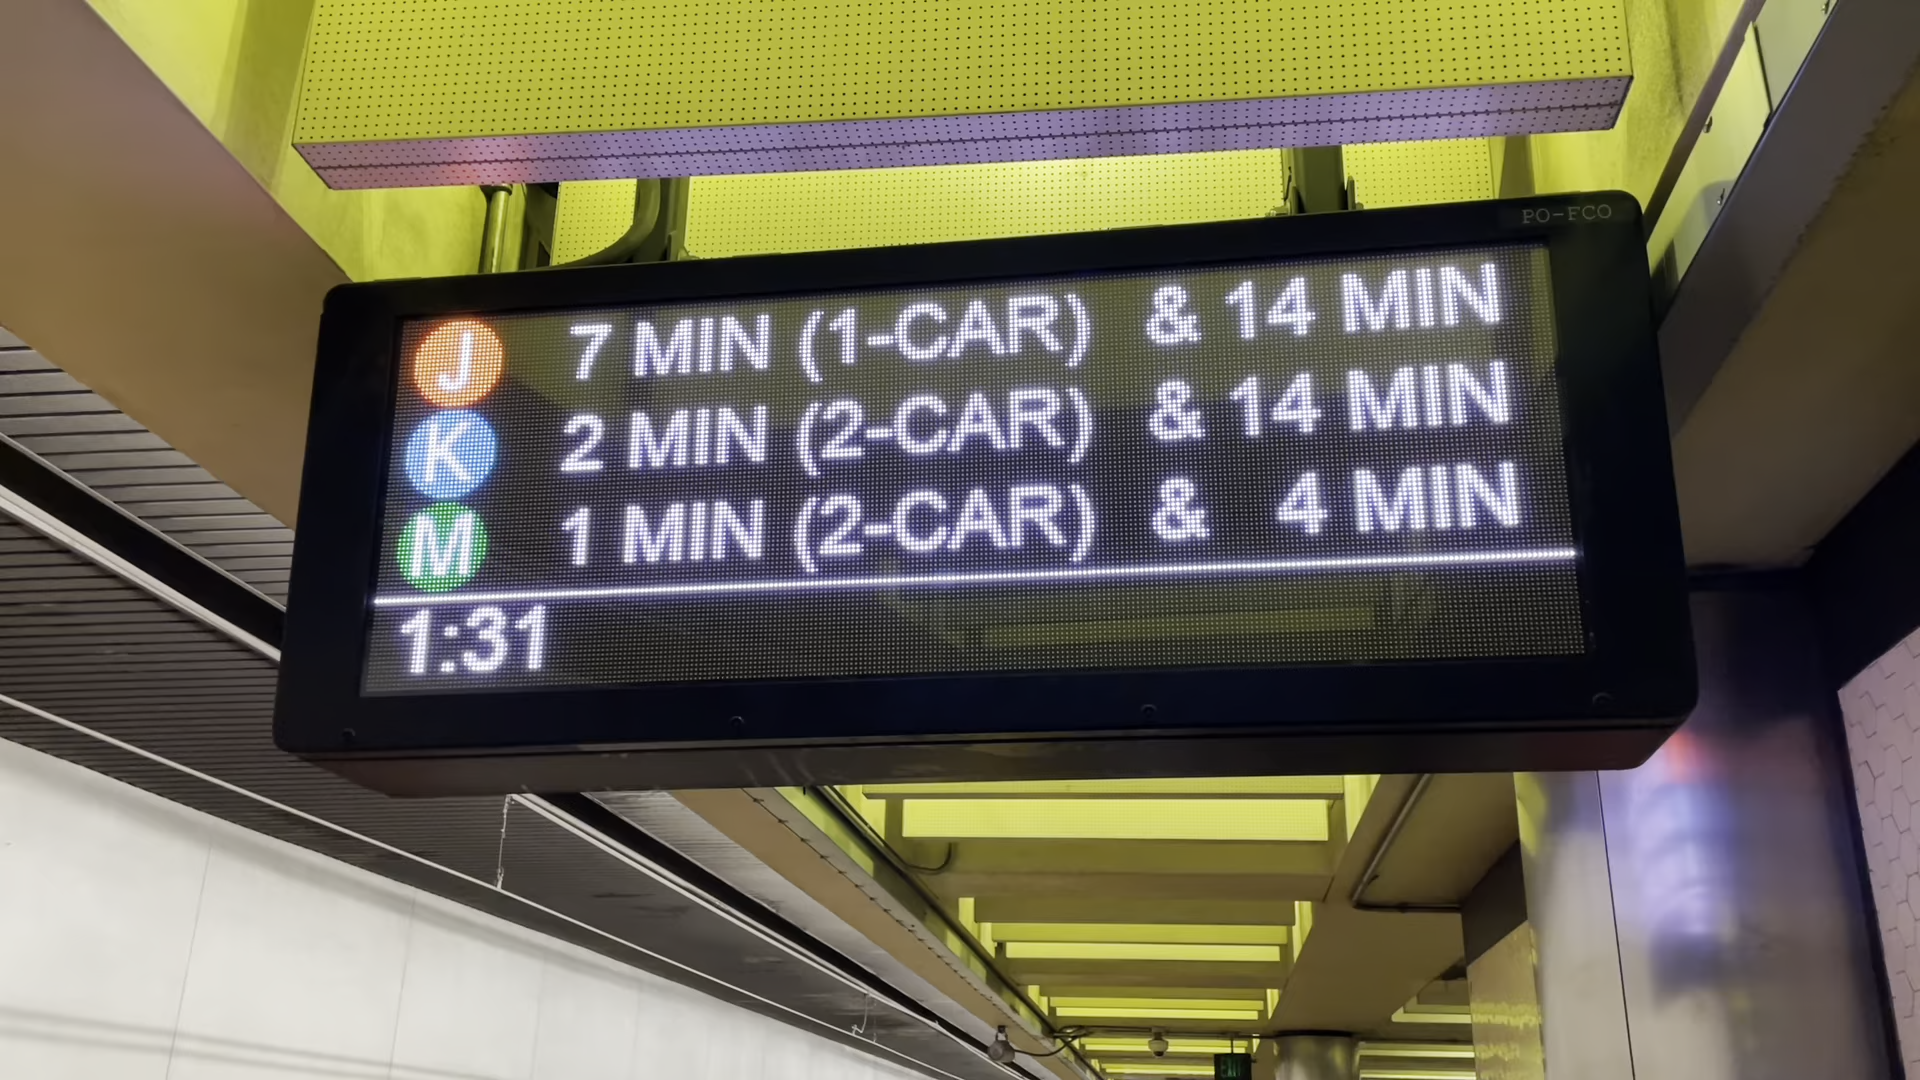 PO-FCO
J 7 MIN (1-CAR) & 14 MIN
K 2 MIN (2-CAR) & 14 MIN
M 1 MIN (2-CAR) & 4 MIN
1:31
EXIT